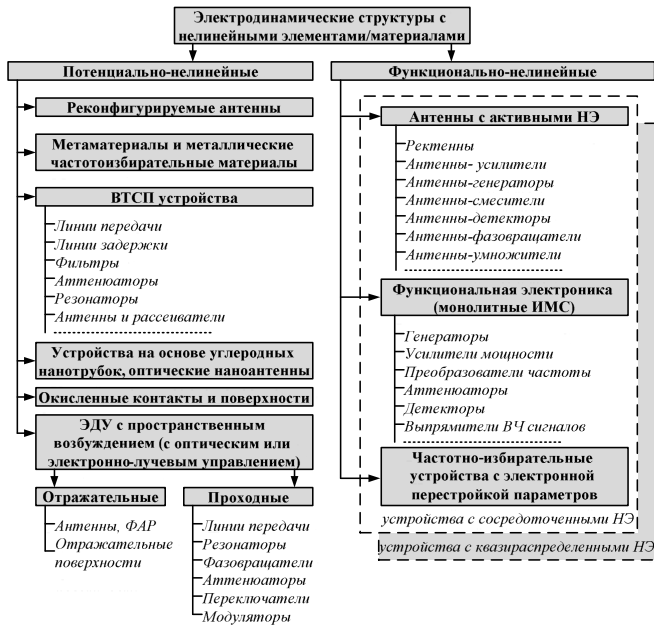 Электродинамические структуры с
нелинейными элементами/материалами
Потенциально-нелинейные
Реконфигурируемые антенны
Метаматериалы и металлические
частотоизбирательные материалы
ВТСП устройства
Линии передачи
Линии задержки
Фильтры
Аттенюаторы
Резонаторы
Антенны и рассеиватели
Устройства на основе углеродных
нанотрубок, оптические наноантенны
Окисленные контакты и поверхности
ЭДУ с пространственным
возбуждением (с оптическим или
электронно-лучевым управлением)
Отражательные
Антенны, ФАР
Отражательные
поверхности
Проходные
Линии передачи
Резонаторы
Фазовращатели
Аттенюаторы
Переключатели
Модуляторы
Функционально-нелинейные
Антенны с активными НЭ
Ректенны
Антенны- усилители
Антенны-генераторы
Антенны-смесители
Антенны-детекторы
Антенны-фазовращатели
Антенны-умножители
Функциональная электроника
(монолитные ИМС)
Генераторы
Усилители мощности
Преобразователи частоты
Аттенюаторы
Детекторы
Выпрямители ВЧ сигналов
Частотно-избирательные
устройства с электронной
перестройкой параметров
устройства с сосредоточенными НЭ
устройства с квазираспределенными НЭ